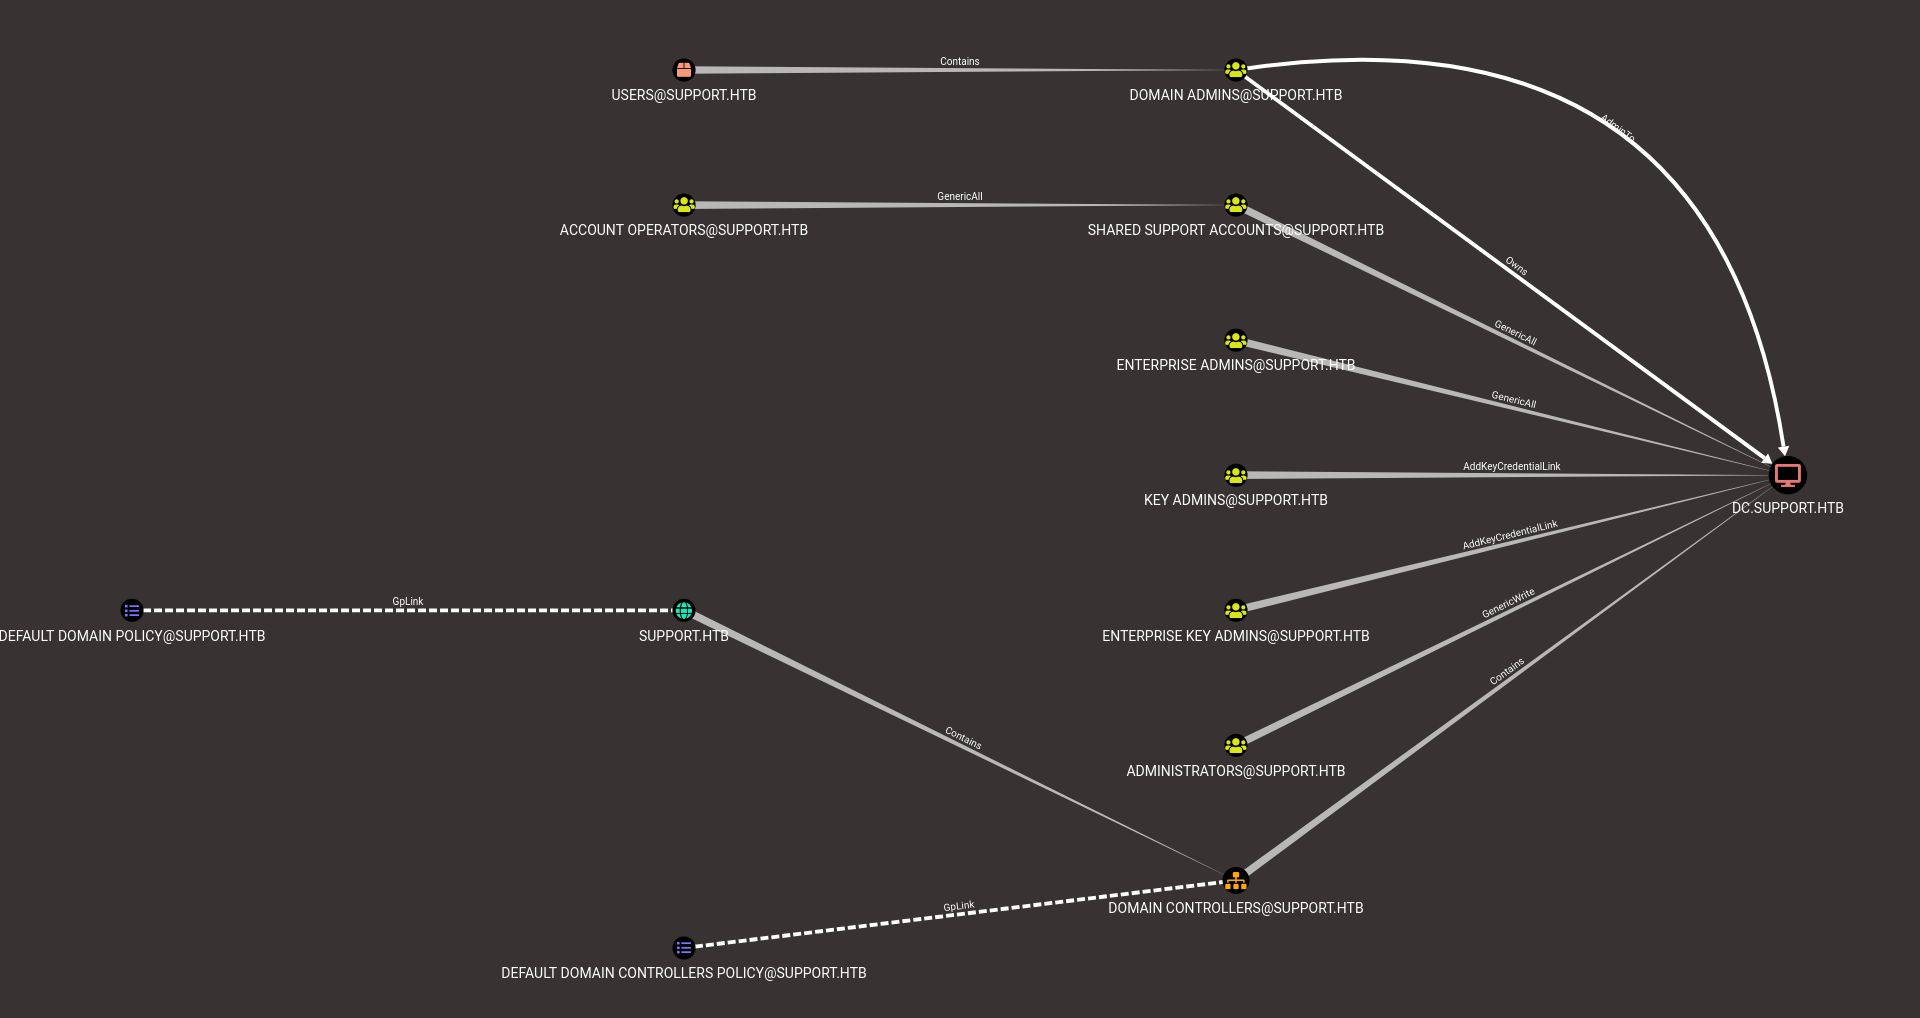 Contains
USERS@SUPPORT.HTB
DOMAIN ADMINS@SUPPORT.HTB
AdminTo
GenericAll
ACCOUNT OPERATORS@SUPPORT.HTB
SHARED SUPPORT ACCOUNTS@SUPPORT.HTB
Owns
GenericAll
ENTERPRISE ADMINS@SUPPORT.HTB
GenericAll
AddKeyCredentialLink
KEY ADMINS@SUPPORT.HTB
DC.SUPPORT.HTB
AddKeyCredentialLink
GpLink
DEFAULT DOMAIN POLICY@SUPPORT.HTB
SUPPORT.HTB
ENTERPRISE KEY ADMINS@SUPPORT.HTB
GenericWrite
Contains
Contains
ADMINISTRATORS@SUPPORT.HTB
GpLink
DOMAIN CONTROLLERS@SUPPORT.HTB
DEFAULT DOMAIN CONTROLLERS POLICY@SUPPORT.HTB